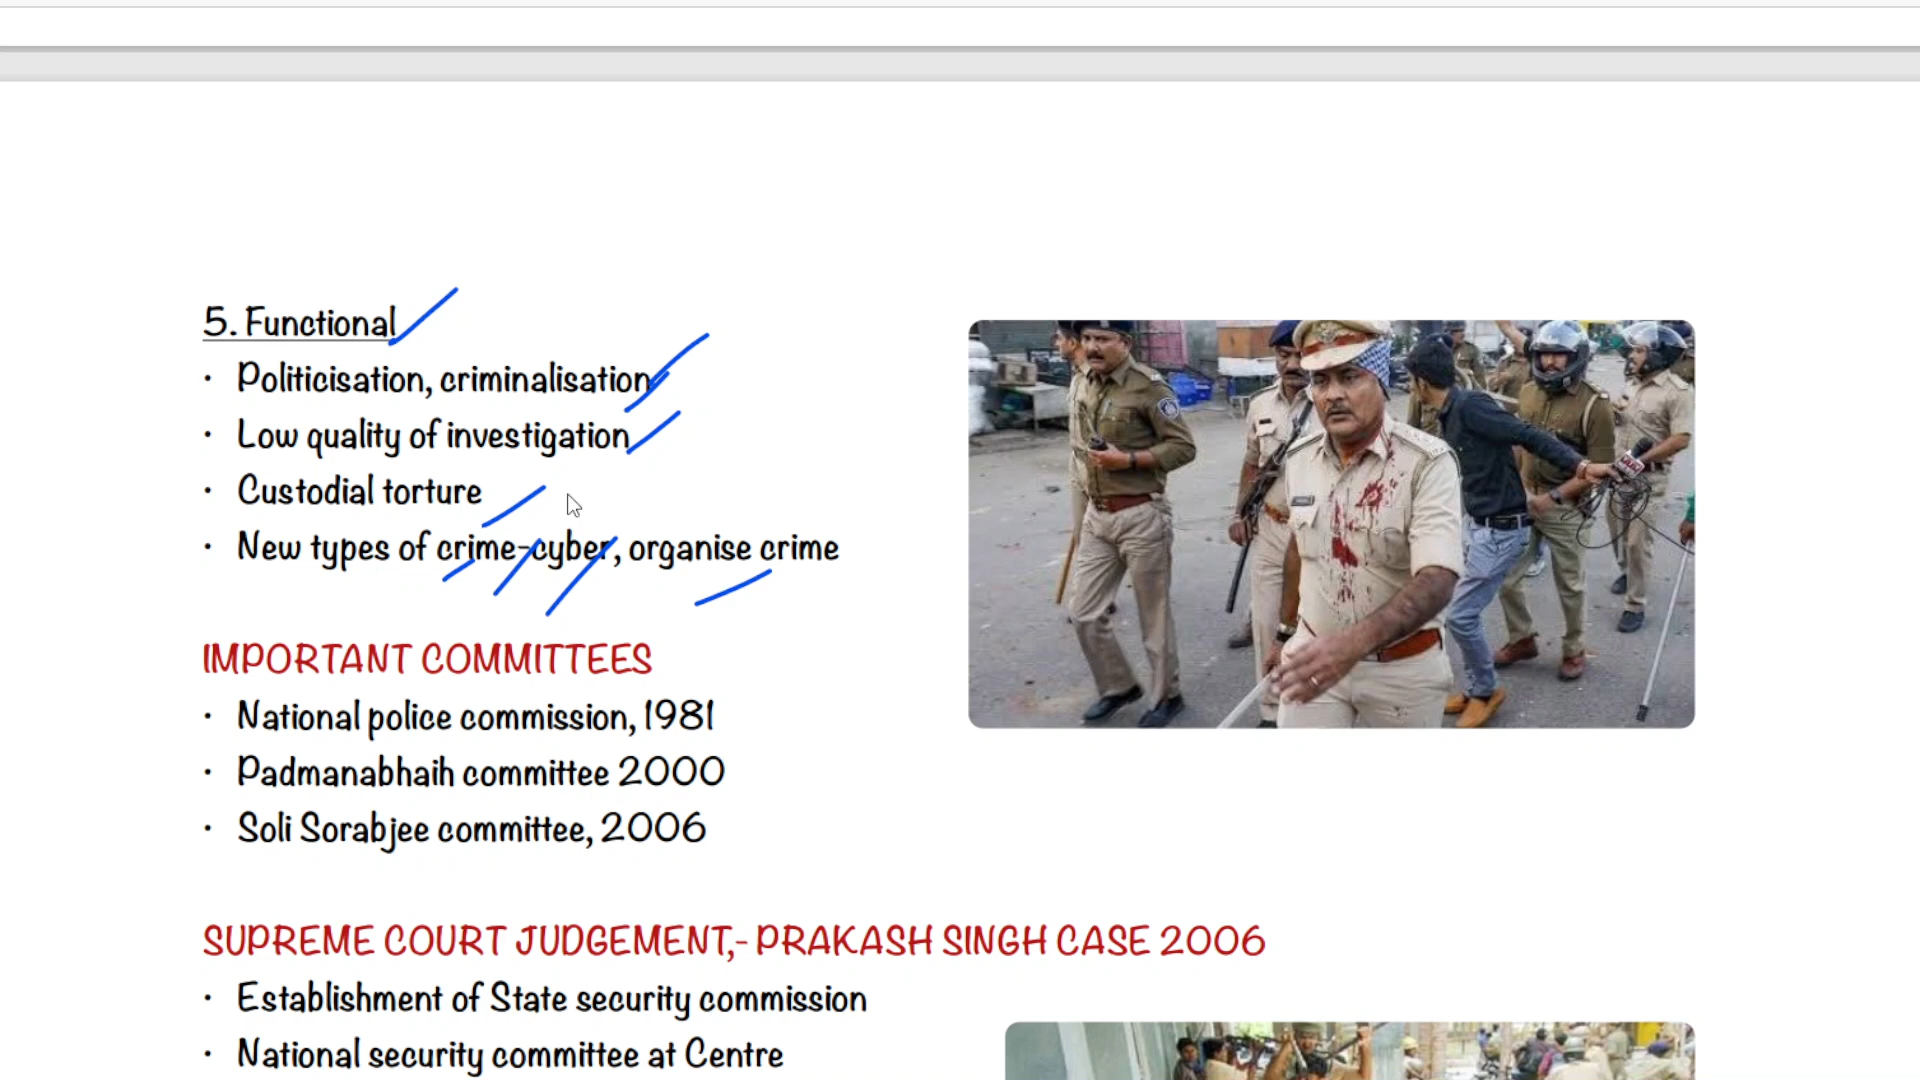 5. Functional
• Politicisation, criminalisation
• Low quality of investigation
• Custodial torture
• New types of crime-cyber, organise crime
IMPORTANT COMMITTEES
• National police commission, 1981
• Padmanabhaih committee 2000
• Soli Sorabjee committee, 2006
SUPREME COURT JUDGEMENT,- PRAKASH SINGH CASE 2006
• Establishment of State security commission
• National security committee at Centre